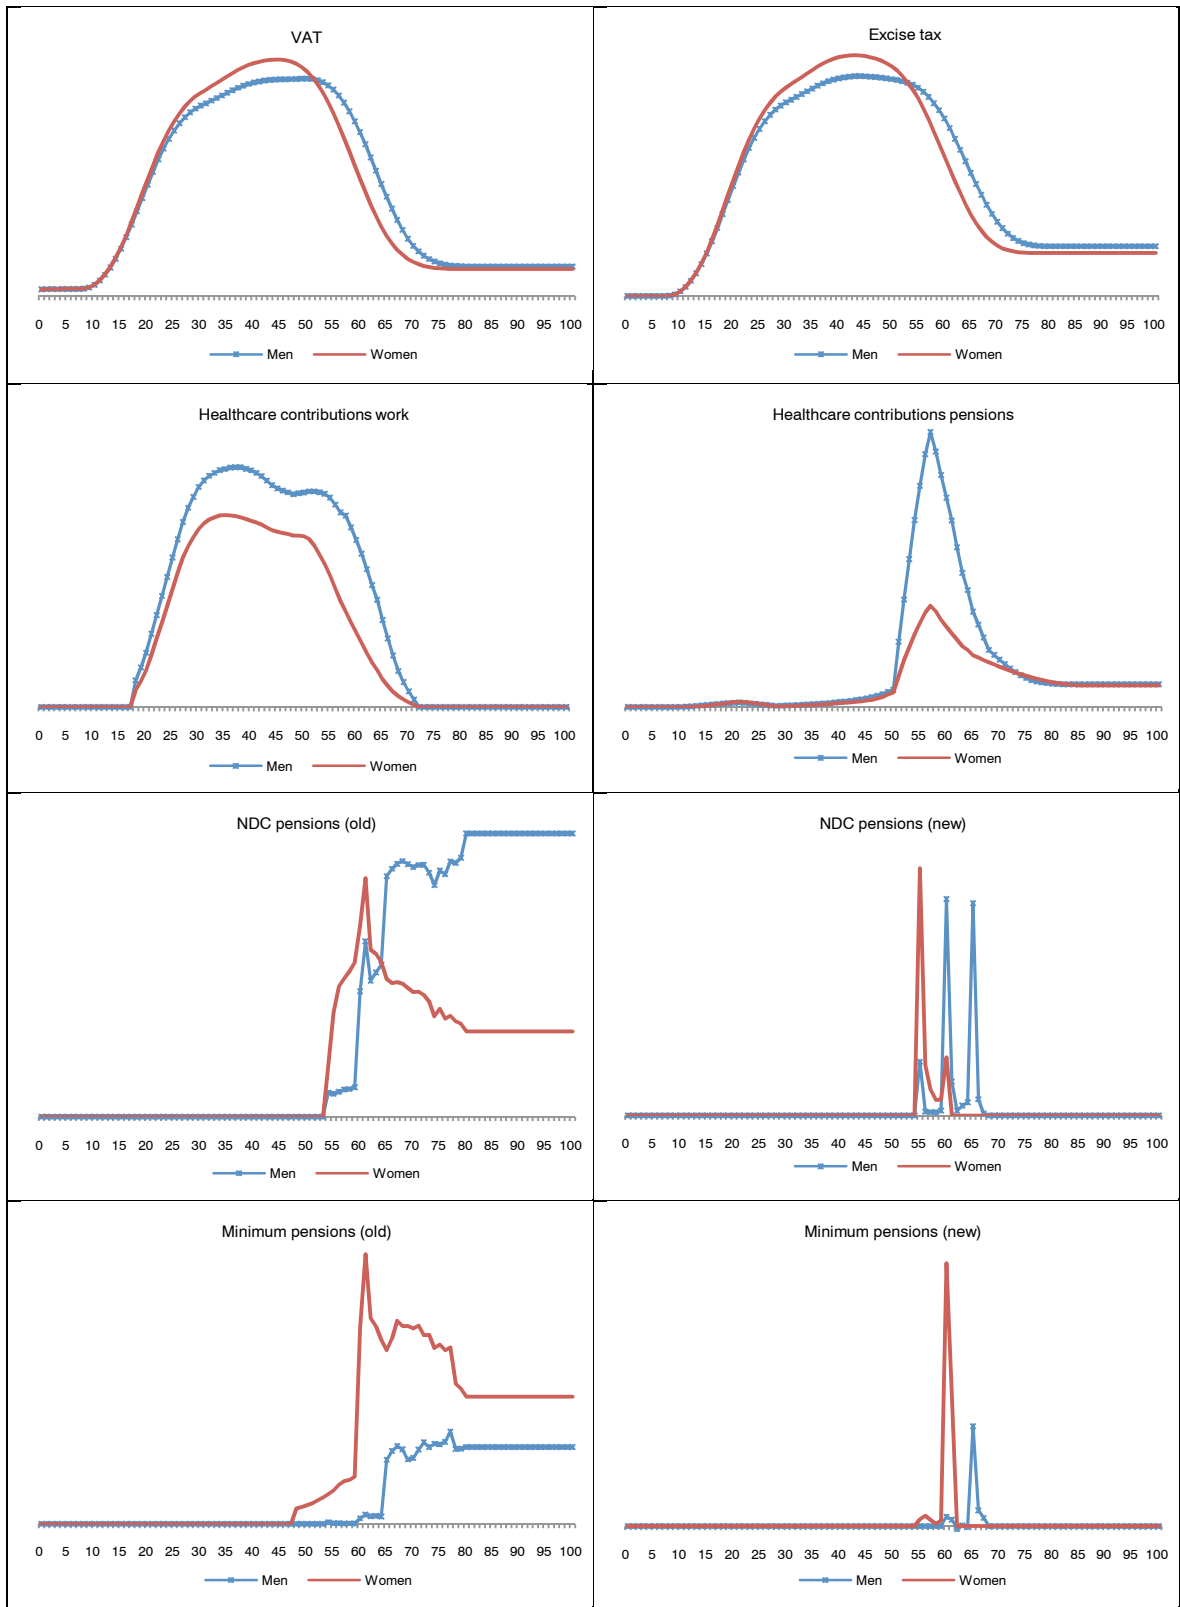 VAT
0 5 10 15 20 25 30 35 40 45 50 55 60 65 70 75 80 85 90 95 100
Men Women
Excise tax
0 5 10 15 20 25 30 35 40 45 50 55 60 65 70 75 80 85 90 95 100
Men Women
Healthcare contributions work
0 5 10 15 20 25 30 35 40 45 50 55 60 65 70 75 80 85 90 95 100
Men Women
Healthcare contributions pensions
0 5 10 15 20 25 30 35 40 45 50 55 60 65 70 75 80 85 90 95 100
Men Women
NDC pensions (old)
0 5 10 15 20 25 30 35 40 45 50 55 60 65 70 75 80 85 90 95 100
Men Women
NDC pensions (new)
0 5 10 15 20 25 30 35 40 45 50 55 60 65 70 75 80 85 90 95 100
Men Women
Minimum pensions (old)
0 5 10 15 20 25 30 35 40 45 50 55 60 65 70 75 80 85 90 95 100
Men Women
Minimum pensions (new)
0 5 10 15 20 25 30 35 40 45 50 55 60 65 70 75 80 85 90 95 100
Men Women